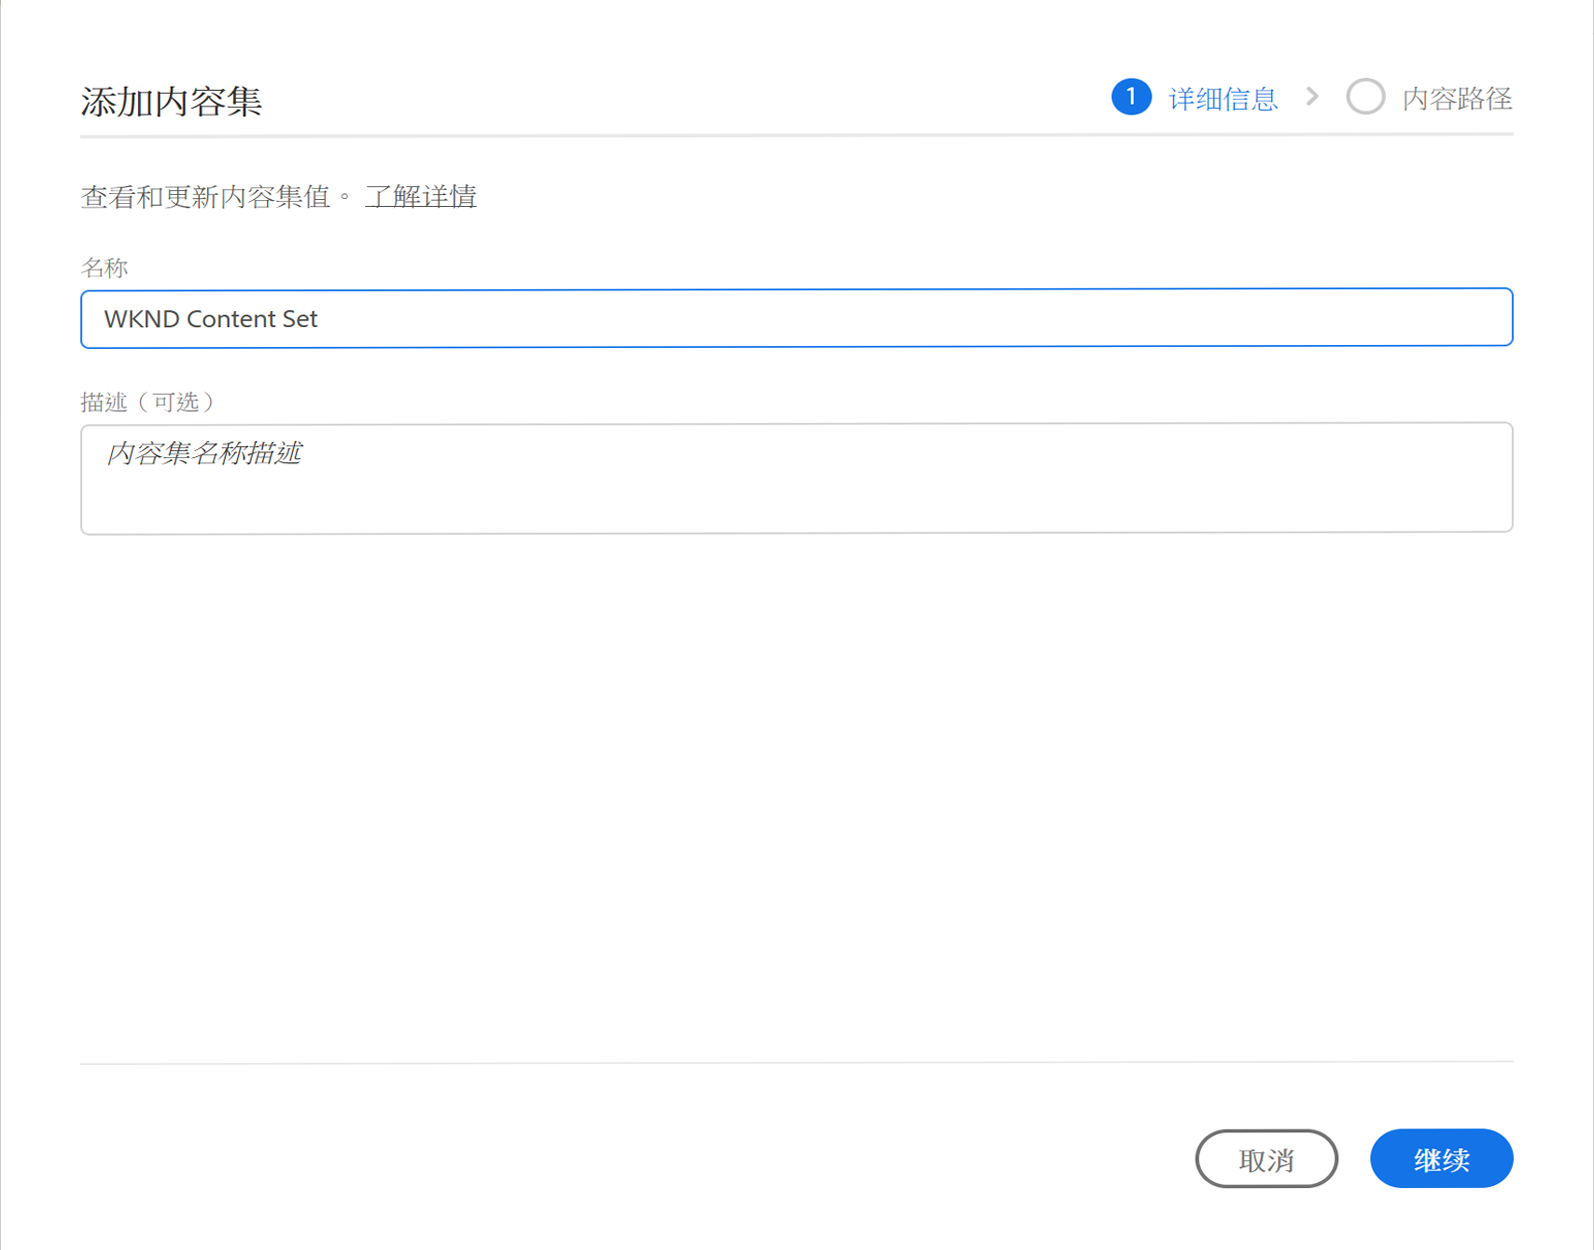 添加内容集
1 详细信息 > 内容路径
查看和更新内容集值。 了解详情
名称
WKND Content Set
描述（可选）
内容集名称描述
取消 继续